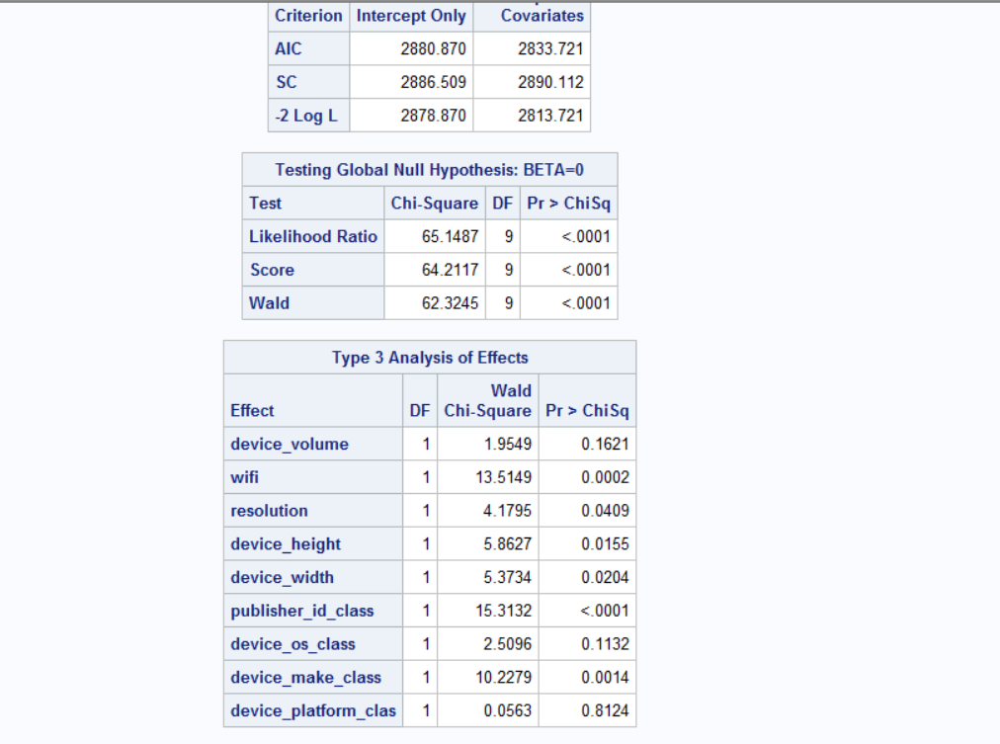 Criterion Intercept Only Covariates
AIC 2880.870 2833.721
SC 2886.509 2890.112
-2 Log L 2878.870 2813.721
Testing Global Null Hypothesis: BETA=0
Test Chi-Square DF Pr > ChiSq
Likelihood Ratio 65.1487 9 <.0001
Score 64.2117 9 <.0001
Wald 62.3245 9 <.0001
Type 3 Analysis of Effects
Wald
Effect DF Chi-Square Pr > ChiSq
device_volume 1 1.9549 0.1621
wifi 1 13.5149 0.0002
resolution 1 4.1795 0.0409
device_height 1 5.8627 0.0155
device_width 1 5.3734 0.0204
publisher_id_class 1 15.3132 <.0001
device_os_class 1 2.5096 0.1132
device_make_class 1 10.2279 0.0014
device_platform_clas 1 0.0563 0.8124